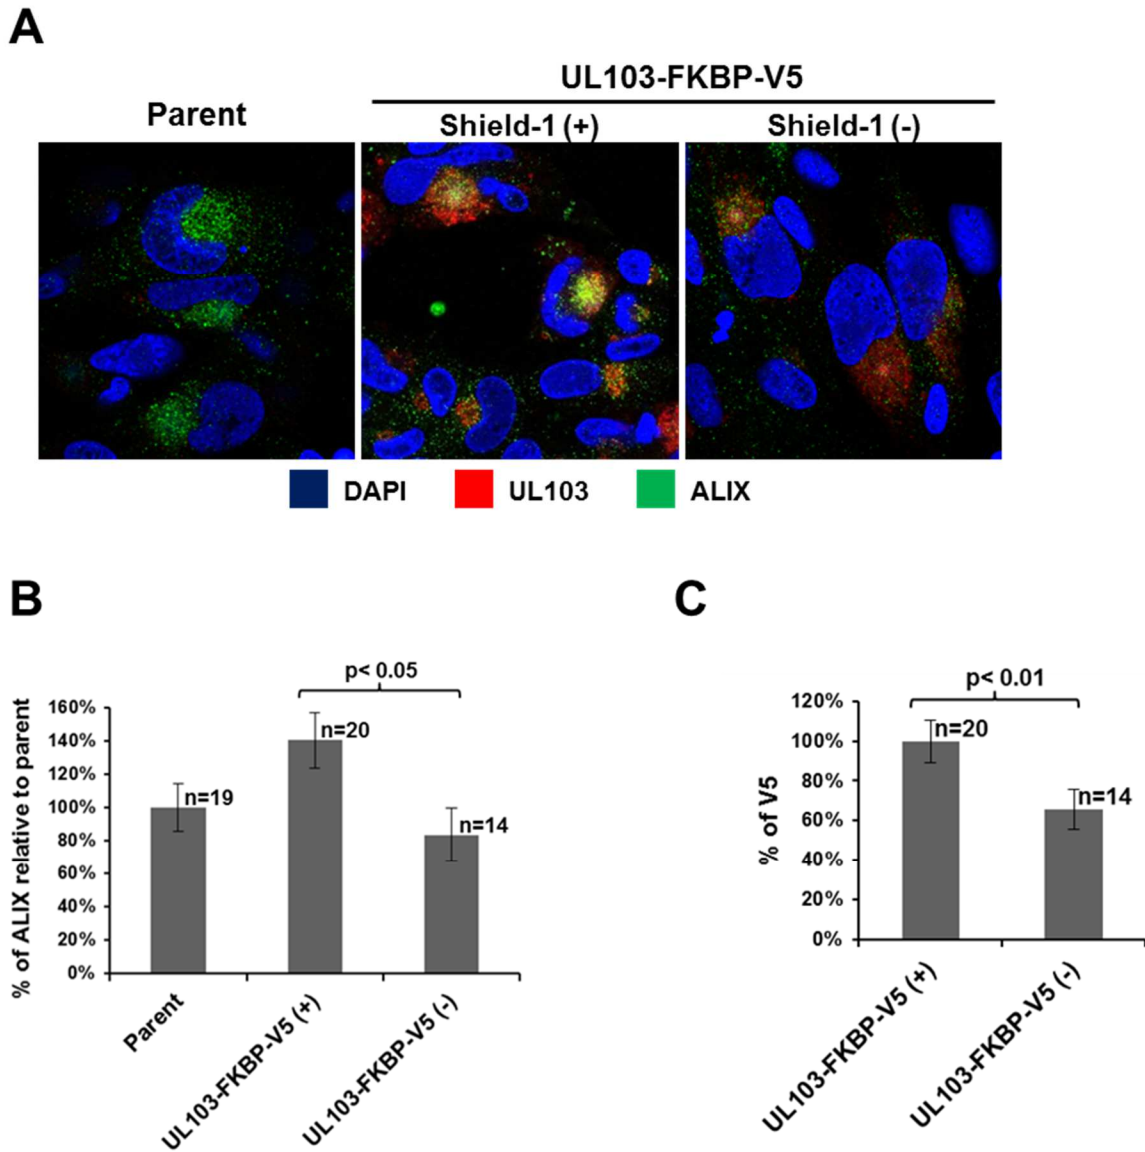 A
UL103-FKBP-V5
Parent
Shield-1 (+)
Shield-1 (-)
DAPI
UL103
ALIX
B
% of ALIX relative to parent
160%
140%
120%
100%
80%
60%
40%
20%
0%
p< 0.05
n=19
n=20
n=14
Parent
UL103-FKBP-V5 (+)
UL103-FKBP-V5 (-)
C
% of V5
120%
100%
80%
60%
40%
20%
0%
p< 0.01
n=20
n=14
UL103-FKBP-V5 (+)
UL103-FKBP-V5 (-)